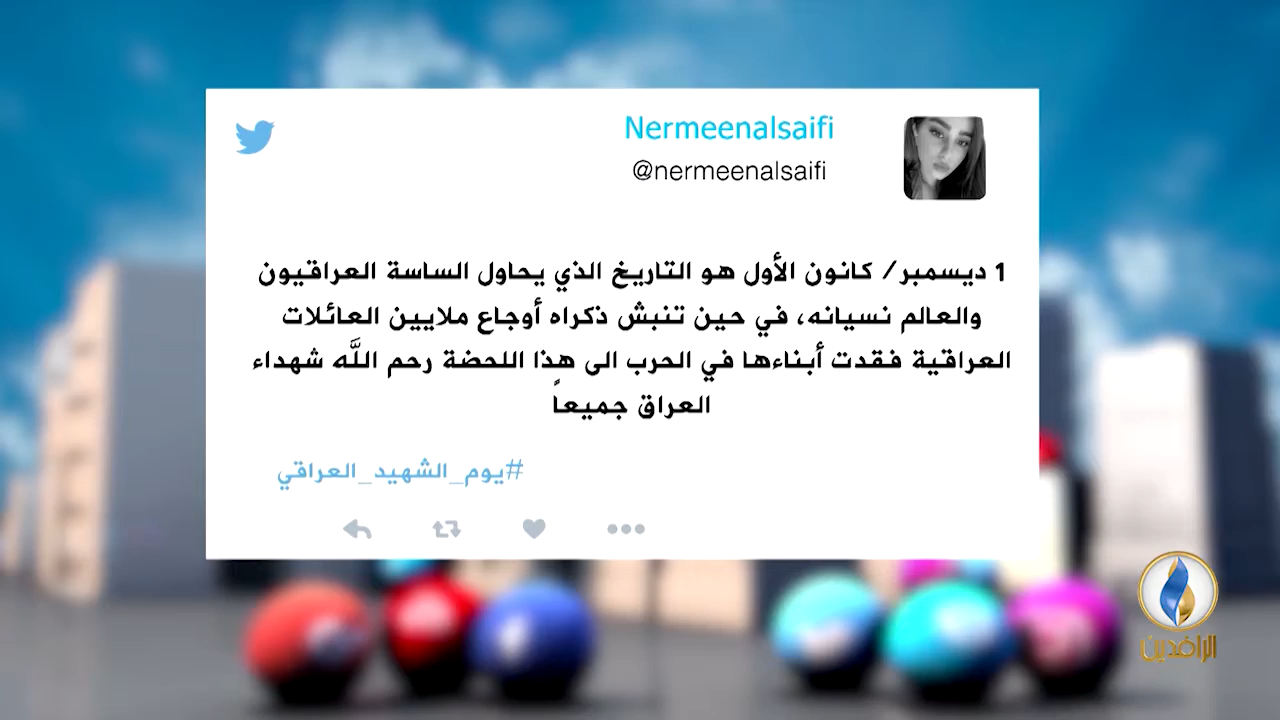 Nermeenalsaifi
@nermeenalsaifi
1 ديسمبر/ كانون الأول هو التاريخ الذي يحاول الساسة العراقيون
والعالم نسيانه، في حين تنبش ذكراه أوجاع ملايين العائلات
العراقية فقدت أبناءها في الحرب الى هذا اللحضة رحم اللَّه شهداء
العراق جميعاً
#يوم_الشهيد_العراقي
الرافدين